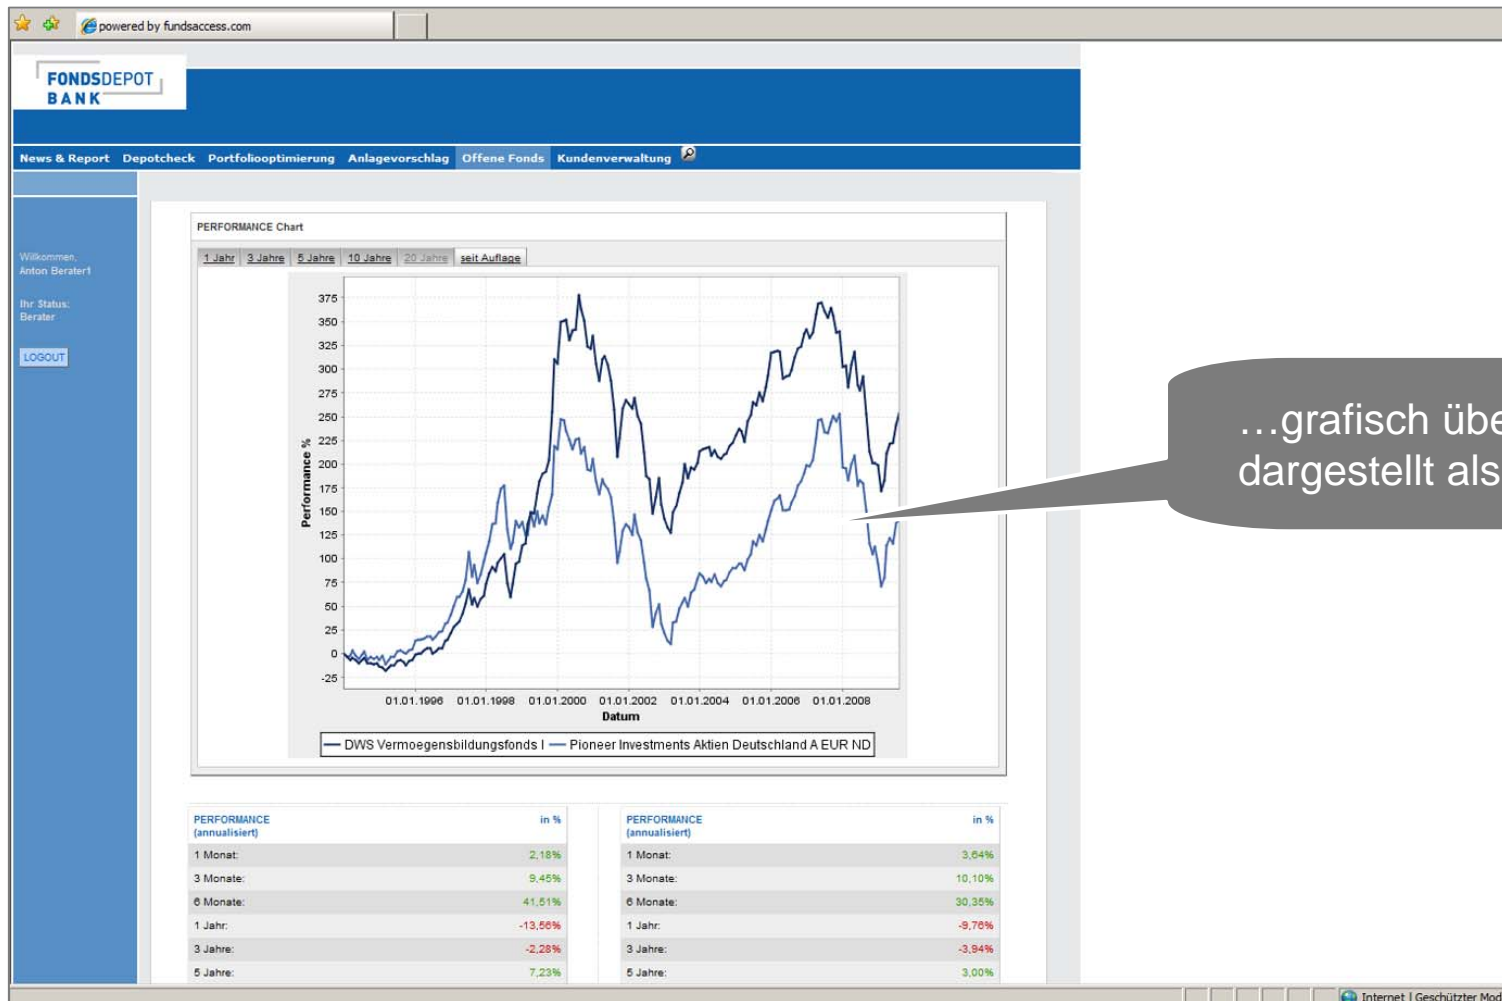 powered by fundsaccess.com
FONDSDEPOT
BANK
News & Report Depotcheck Portfoliooptimierung Anlagevorschlag Offene Fonds Kundenverwaltung
Willkommen,
Anton Berater1
Ihr Status:
Berater
LOGOUT
PERFORMANCE Chart
1 Jahr 3 Jahre 5 Jahre 10 Jahre 20 Jahre seit Auflage
375
350
325
300
275
250
225
200
175
150
125
100
75
50
25
0
-25
Performance %
01.01.1996 01.01.1998 01.01.2000 01.01.2002 01.01.2004 01.01.2006 01.01.2008
Datum
DWS Vermoegensbildungsfonds I Pioneer Investments Aktien Deutschland A EUR ND
…grafisch übe
dargestellt als
PERFORMANCE in %
(annualisiert)
1 Monat: 2,18%
3 Monate: 9,45%
6 Monate: 41,51%
1 Jahr: -13,56%
3 Jahre: -2,28%
5 Jahre: 7,23%
PERFORMANCE in %
(annualisiert)
1 Monat: 3,64%
3 Monate: 10,10%
6 Monate: 30,35%
1 Jahr: -9,76%
3 Jahre: -3,94%
5 Jahre: 3,00%
Internet | Geschützter Mod